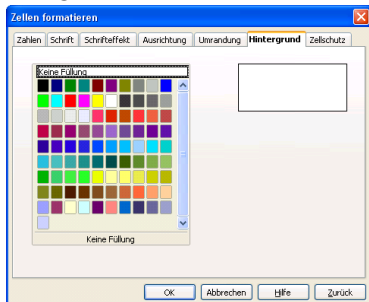 Zellen formatieren
Zahlen Schrift Schrifteffekt Ausrichtung Umrandung Hintergrund Zellschutz
Keine Füllung
Keine Füllung
OK Abbrechen Hilfe Zurück